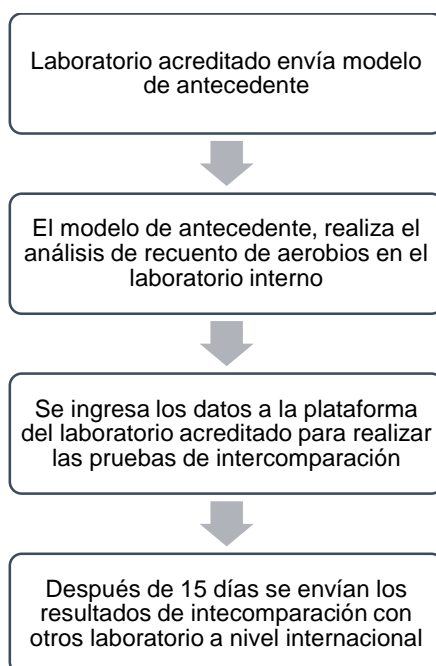 Laboratorio acreditado envía modelo
de antecedente
El modelo de antecedente, realiza el
análisis de recuento de aerobios en el
laboratorio interno
Se ingresa los datos a la plataforma
del laboratorio acreditado para realizar
las pruebas de intercomparación
Después de 15 días se envían los
resultados de intecomparación con
otros laboratorio a nivel internacional